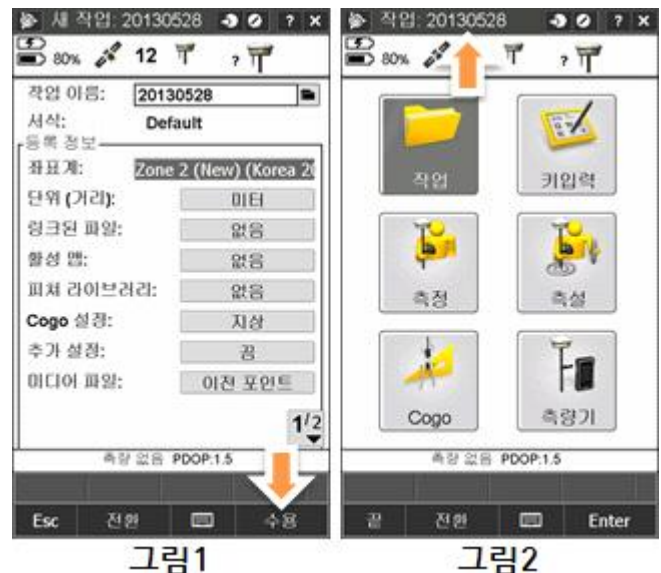 새 작업: 20130528 ? ×
80% 12 ?
작업 이름: 20130528
서식: Default
등록 정보
좌표계: Zone 2 (New) (Korea 20
단위 (거리): 미터
링크된 파일: 없음
활성 맵: 없음
피쳐 라이브러리: 없음
Cogo 설정: 지상
추가 설정: 끔
미디어 파일: 이전 포인트
1/2
측량 없음 PDOP:1.5
Esc 전환 수용
그림1
작업: 20130528 ? ×
80% ?
작업 키입력
측정 측설
Cogo 측량기
측량 없음 PDOP:1.5
끝 전환 Enter
그림2